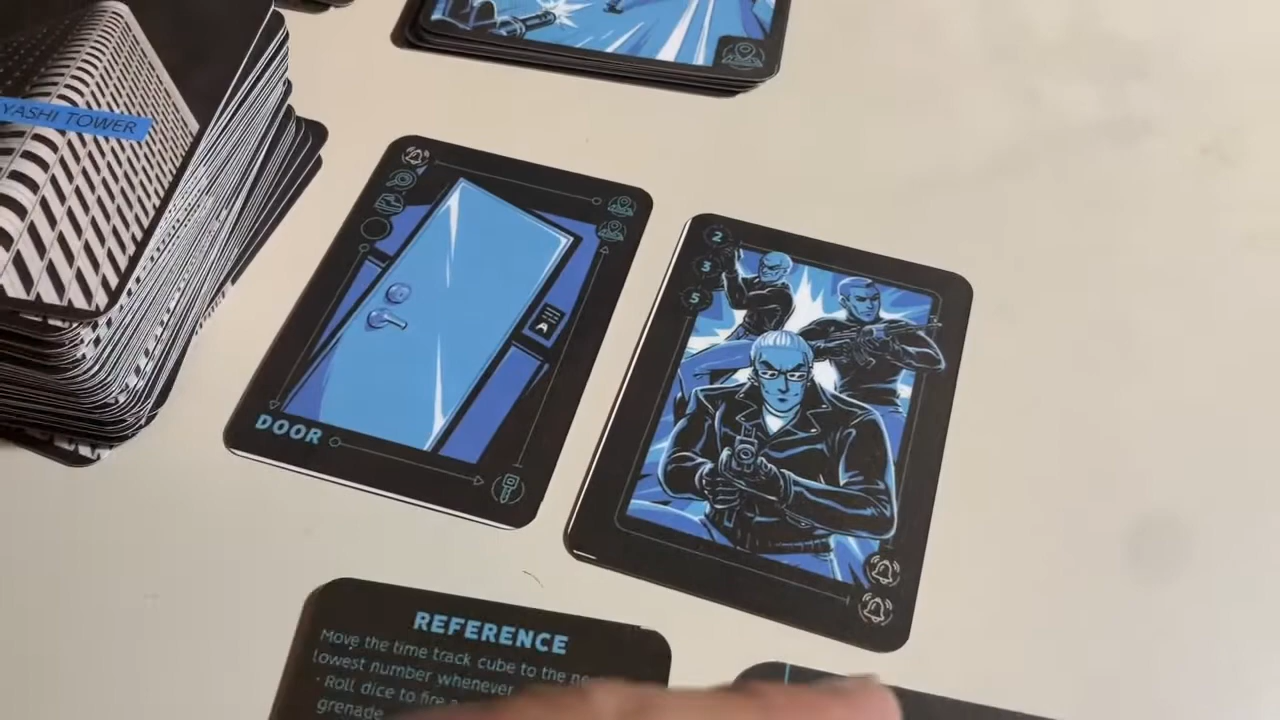 YASHI TOWER
A
DOOR
2
3
5
REFERENCE
Move the time track cube to the
lowest number whenever
· Roll dice to fire
grenade